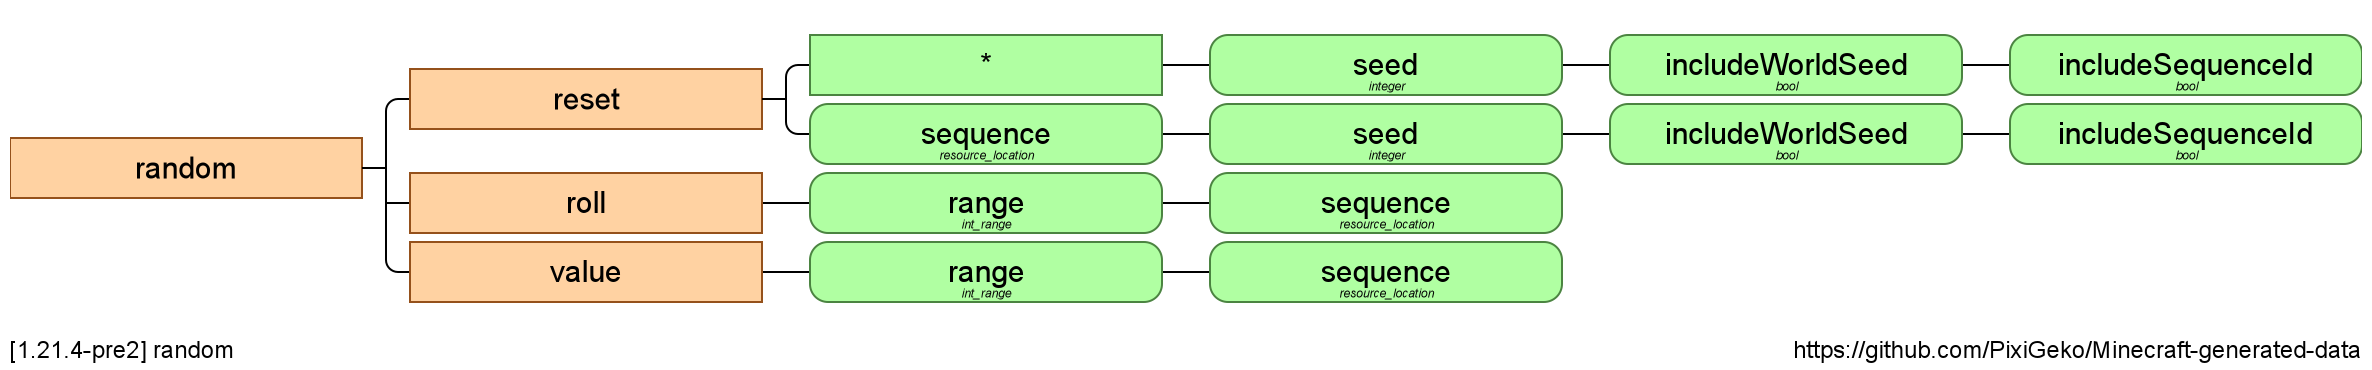 *
seed
integer
includeWorldSeed
bool
includeSequenceId
bool
reset
sequence
resource_location
seed
integer
includeWorldSeed
bool
includeSequenceId
bool
random
roll
range
int_range
sequence
resource_location
value
range
int_range
sequence
resource_location
[1.21.4-pre2] random
https://github.com/PixiGeko/Minecraft-generated-data